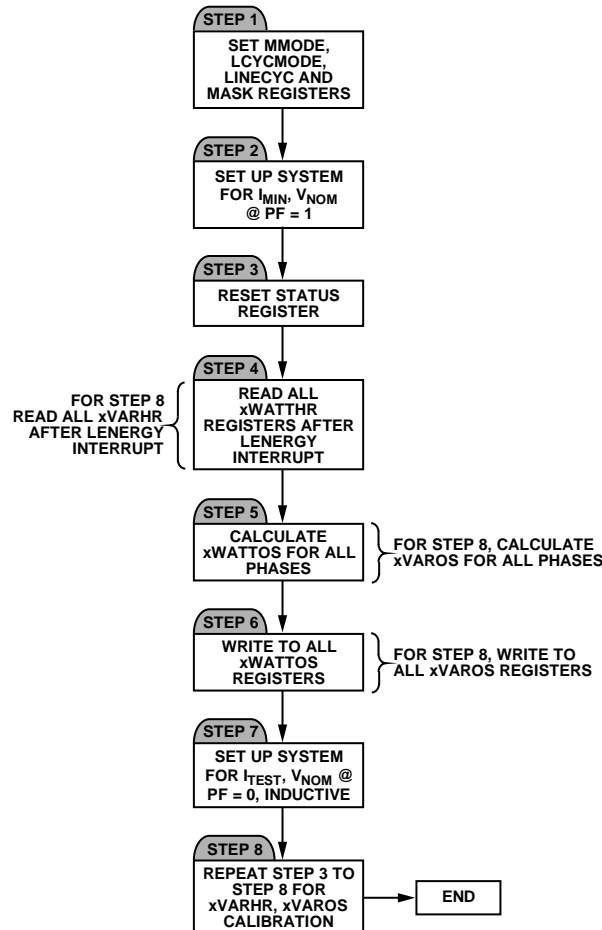 STEP 1
SET MMODE,
LCYCMODE,
LINECYC AND
MASK REGISTERS
STEP 2
SET UP SYSTEM
FOR IMIN, VNOM
@ PF = 1
STEP 3
RESET STATUS
REGISTER
STEP 4
READ ALL
xWATTHR
REGISTERS AFTER
LENERGY
INTERRUPT
FOR STEP 8
READ ALL xVARHR
AFTER LENERGY
INTERRUPT
STEP 5
CALCULATE
xWATTOS FOR ALL
PHASES
FOR STEP 8, CALCULATE
xVAROS FOR ALL PHASES
STEP 6
WRITE TO ALL
xWATTOS
REGISTERS
FOR STEP 8, WRITE TO
ALL xVAROS REGISTERS
STEP 7
SET UP SYSTEM
FOR ITEST, VNOM @
PF = 0, INDUCTIVE
STEP 8
REPEAT STEP 3 TO
STEP 8 FOR
xVARHR, xVAROS
CALIBRATION
END